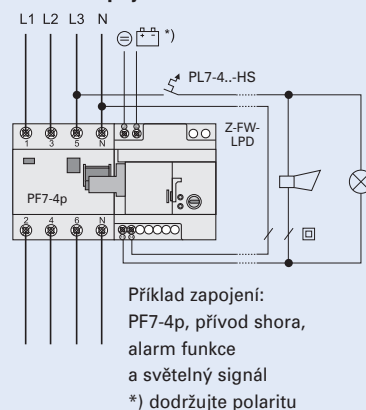 L1 L2 L3 N
*)
PL7-4..-HS
1 3 5 N
Z-FW-
LPD
PF7-4p
2 4 6 N
Příklad zapojení:
PF7-4p, přívod shora,
alarm funkce
a světelný signál
*) dodržujte polaritu